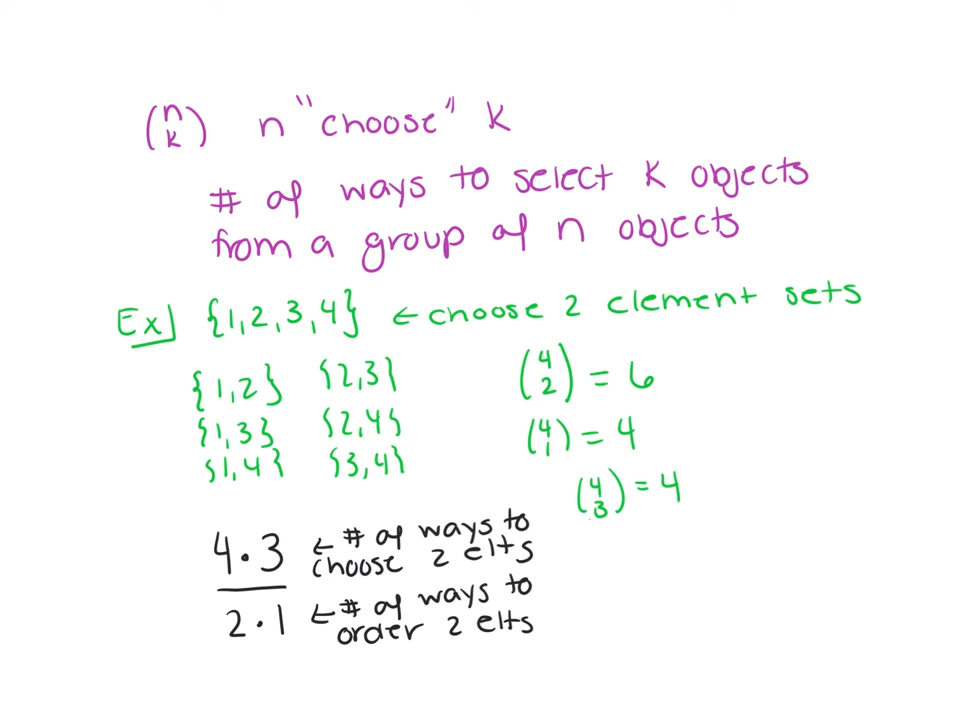 (n k) n "choose" k
# of ways to select k objects
from a group of n objects
Ex] {1,2,3,4} ← choose 2 element sets
{1,2} {2,3} (4 2) = 6
{1,3} {2,4} (4 1) = 4
{1,4} {3,4} (4 3) = 4
4·3 ← # of ways to
choose 2 elts
2·1 ← # of ways to
order 2 elts